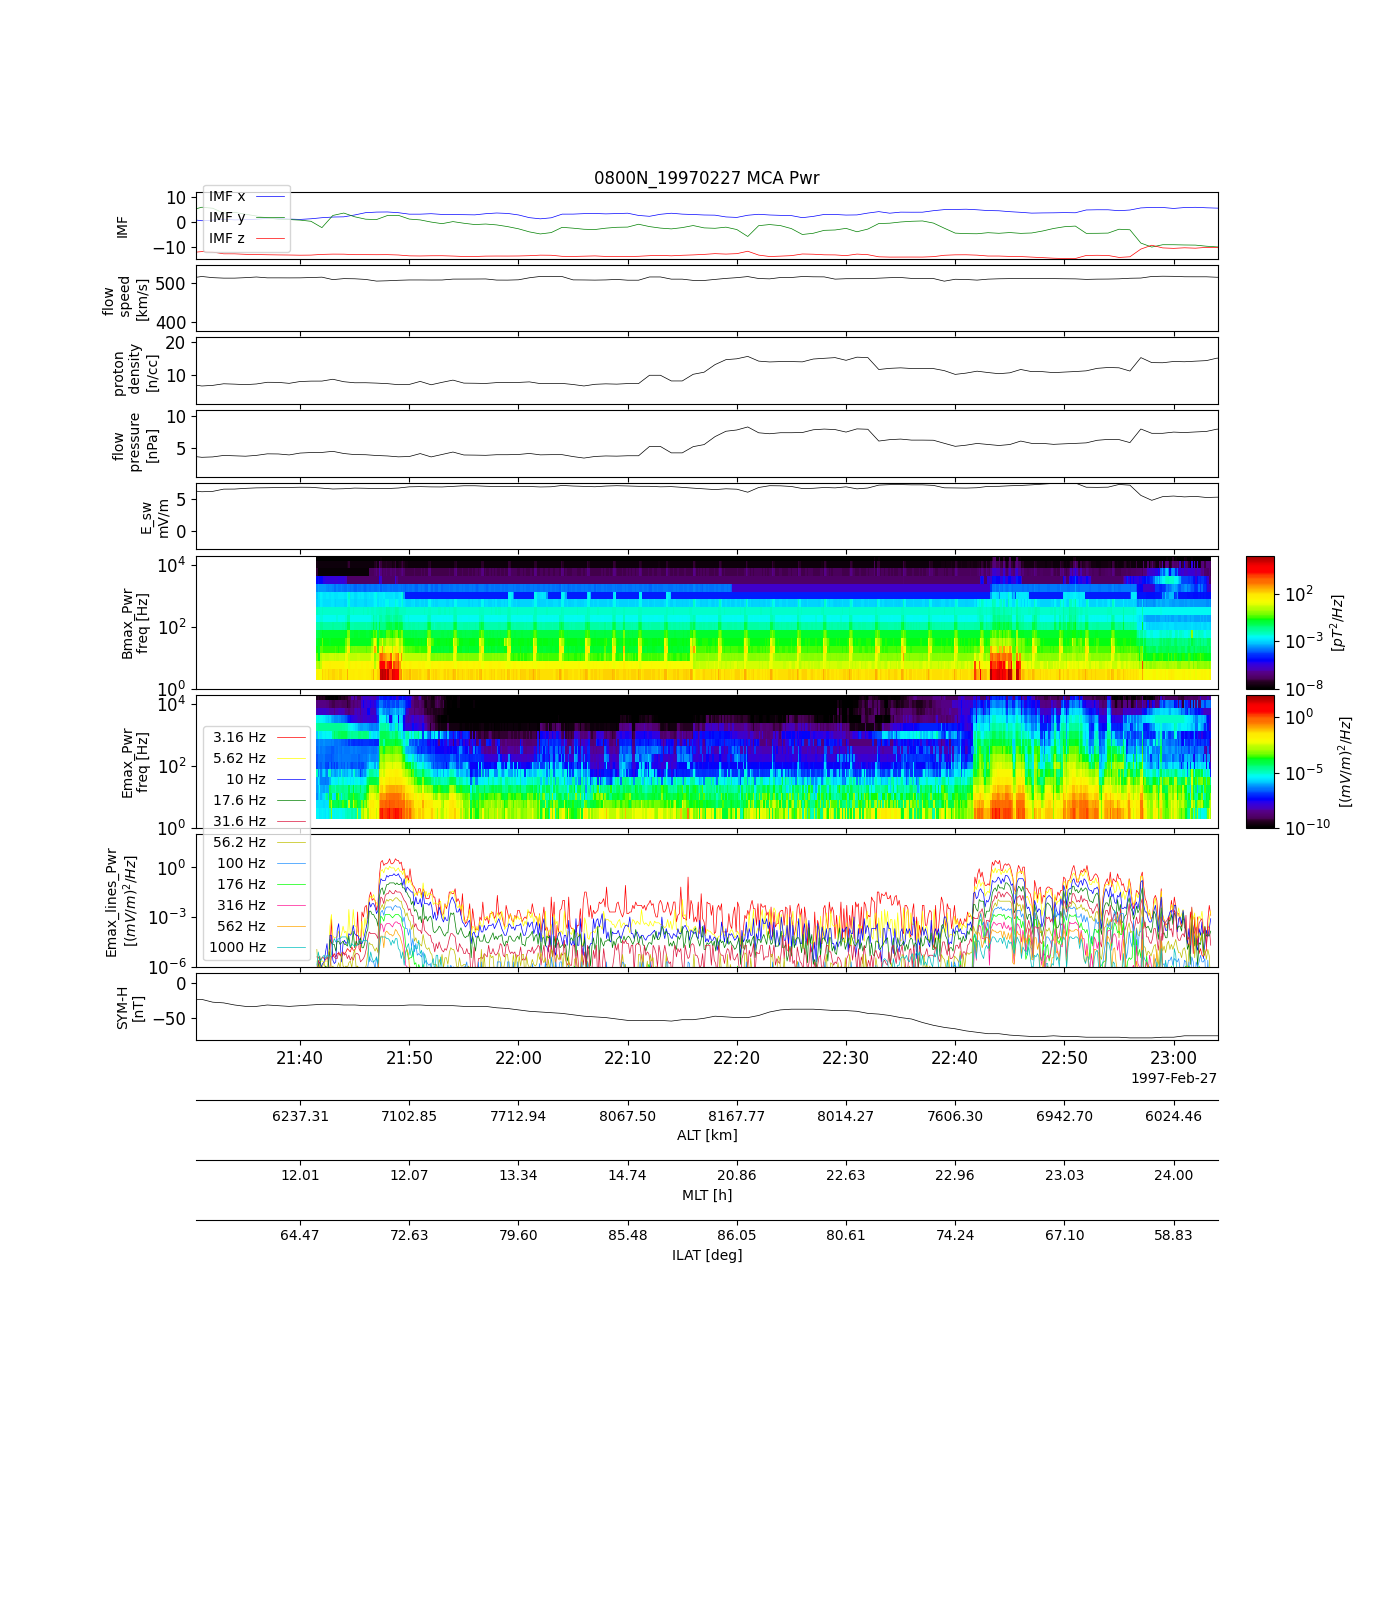 0800N_19970227 MCA Pwr
10
0
−10
IMF
IMF x
IMF y
IMF z
500
400
flow
speed
[km/s]
20
10
proton
density
[n/cc]
10
5
flow
pressure
[nPa]
5
0
E_sw
mV/m
10^4
10^2
10^0
Bmax_Pwr
freq [Hz]
10^2
10^−3
10^−8
[pT^2/Hz]
10^4
10^2
10^0
Emax_Pwr
freq [Hz]
10^0
10^−5
10^−10
[(mV/m)^2/Hz]
3.16 Hz
5.62 Hz
10 Hz
17.6 Hz
31.6 Hz
56.2 Hz
100 Hz
176 Hz
316 Hz
562 Hz
1000 Hz
10^0
10^−3
10^−6
Emax_lines_Pwr
[(mV/m)^2/Hz]
0
−50
SYM-H
[nT]
21:40 21:50 22:00 22:10 22:20 22:30 22:40 22:50 23:00
1997-Feb-27
6237.31 7102.85 7712.94 8067.50 8167.77 8014.27 7606.30 6942.70 6024.46
ALT [km]
12.01 12.07 13.34 14.74 20.86 22.63 22.96 23.03 24.00
MLT [h]
64.47 72.63 79.60 85.48 86.05 80.61 74.24 67.10 58.83
ILAT [deg]